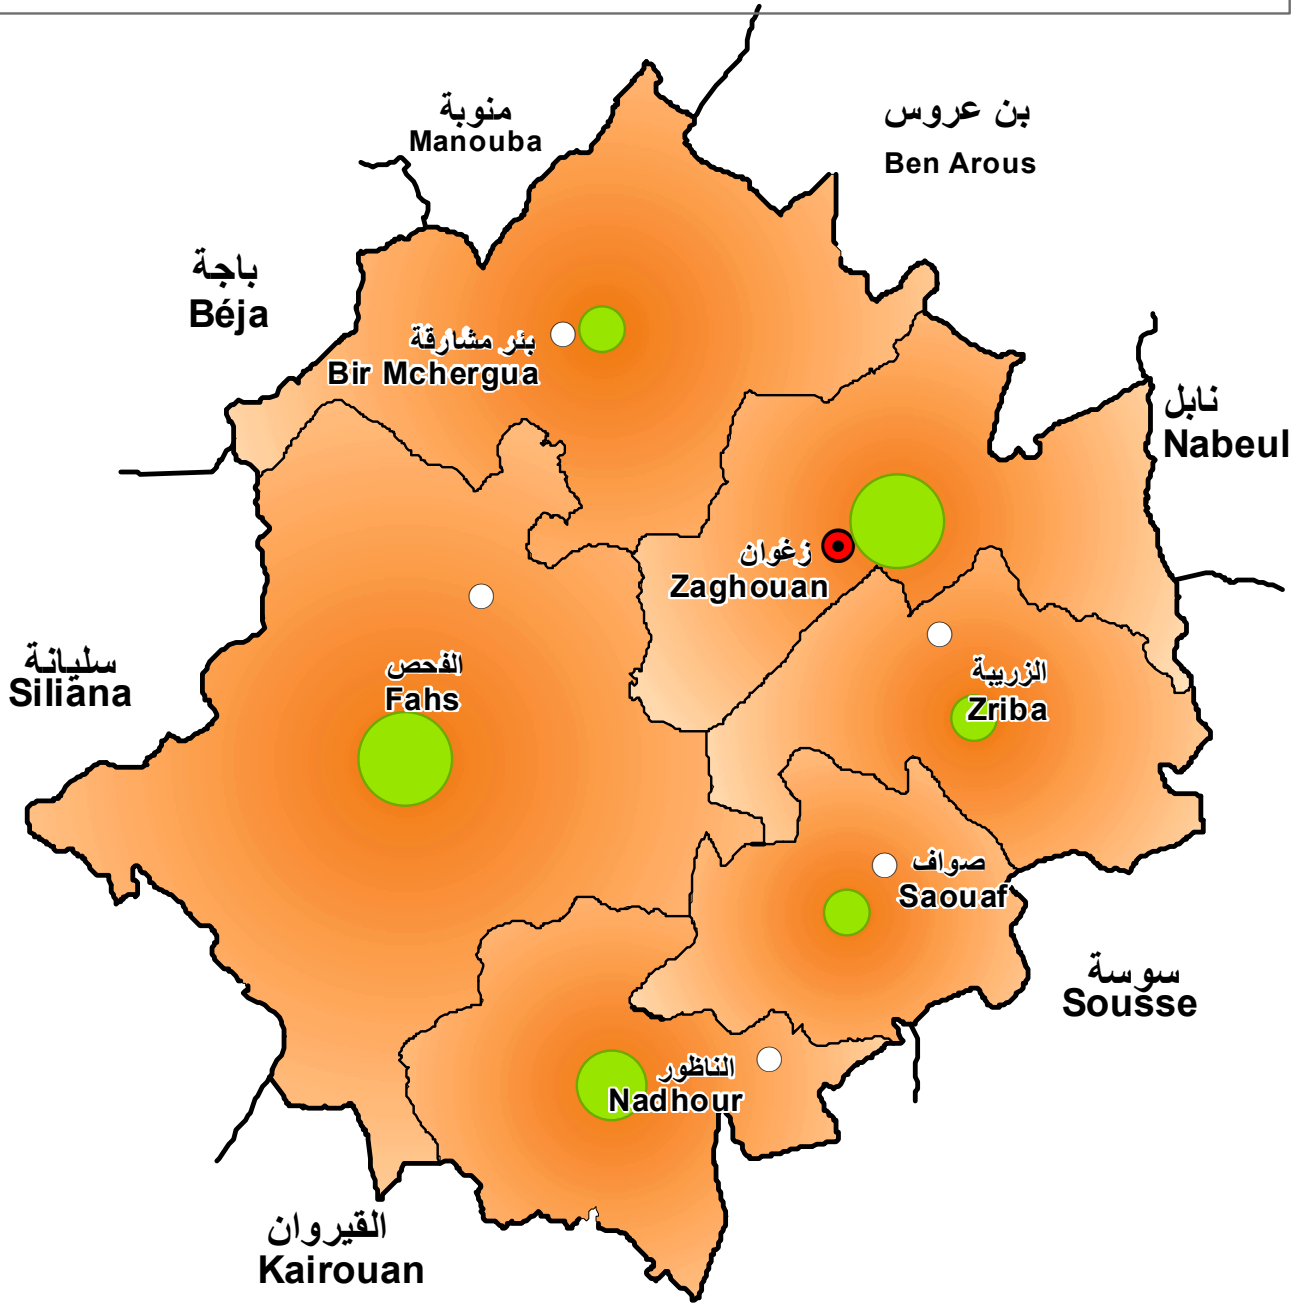 منوبة
Manouba
بن عروس
Ben Arous
باجة
Béja
بئر مشارقة
Bir Mchergua
نابل
Nabeul
زغوان
Zaghouan
سليانة
Siliana
الفحص
Fahs
الزريبة
Zriba
صواف
Saouaf
سوسة
Sousse
الناظور
Nadhour
القيروان
Kairouan